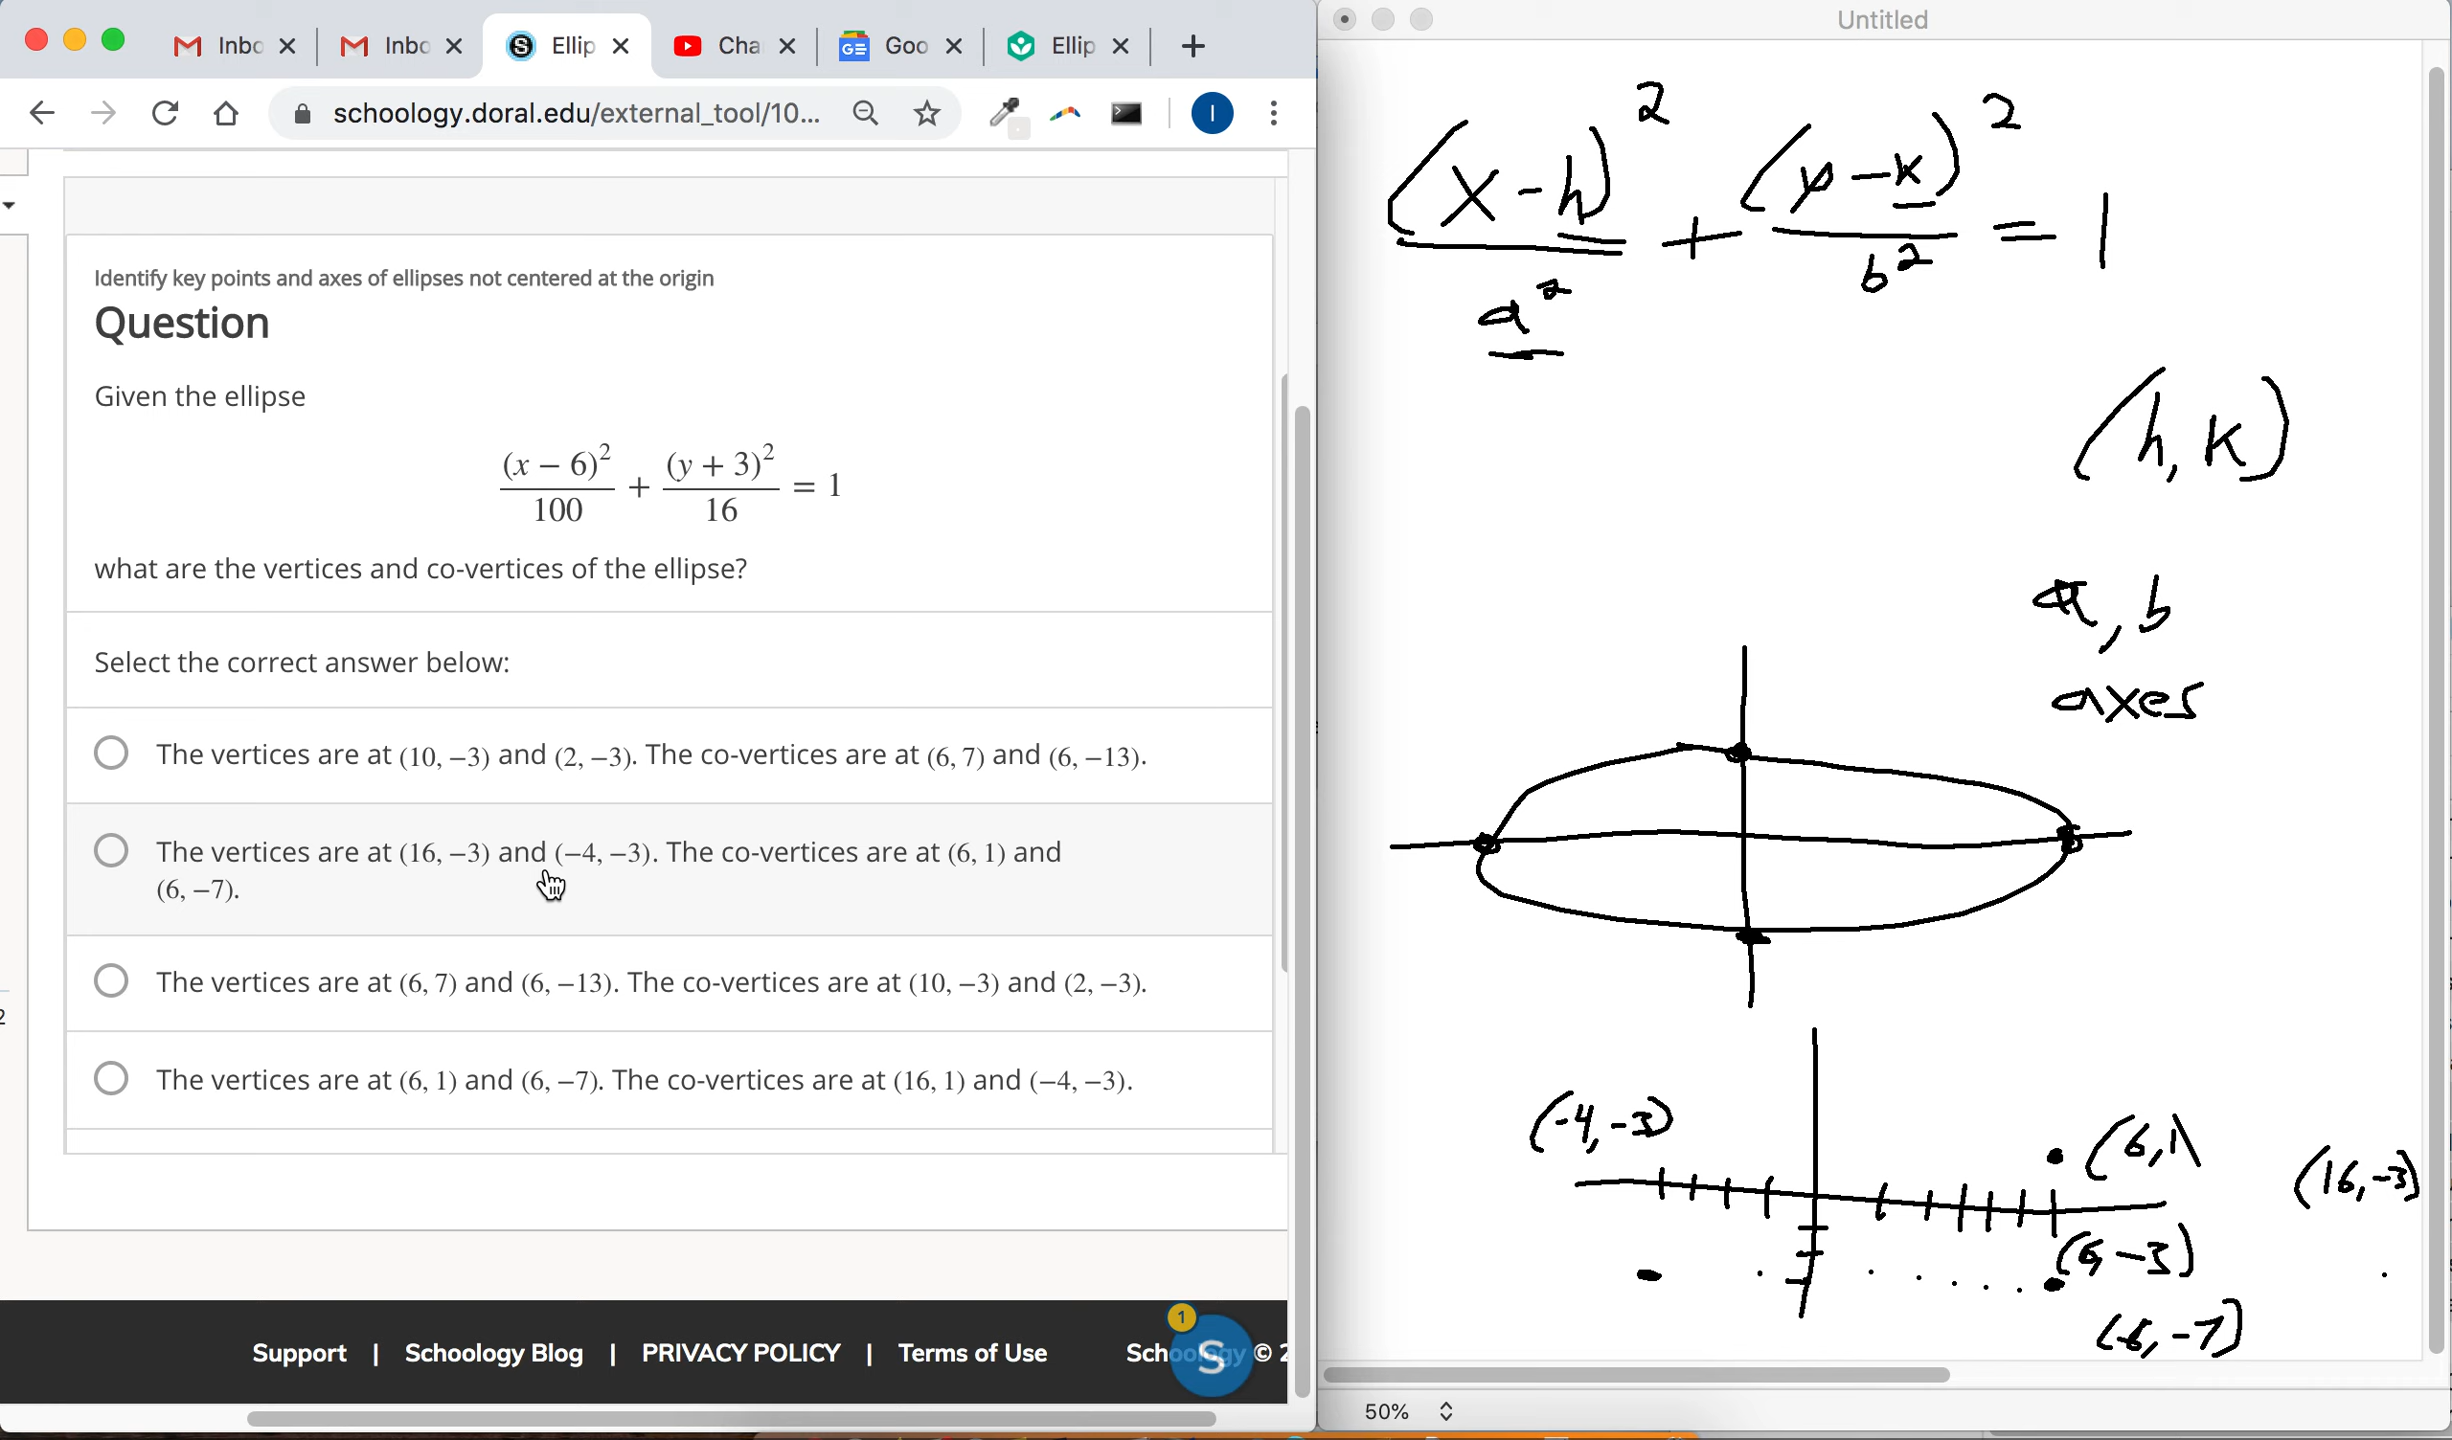 Untitled
Inbo
Inbo
Ellip
Cha
Goo
Ellip
schoology.doral.edu/external_tool/10...
I
Identify key points and axes of ellipses not centered at the origin
Question
Given the ellipse
(x − 6)² / 100 + (y + 3)² / 16 = 1
what are the vertices and co-vertices of the ellipse?
Select the correct answer below:
The vertices are at (10, −3) and (2, −3). The co-vertices are at (6, 7) and (6, −13).
The vertices are at (16, −3) and (−4, −3). The co-vertices are at (6, 1) and
(6, −7).
The vertices are at (6, 7) and (6, −13). The co-vertices are at (10, −3) and (2, −3).
The vertices are at (6, 1) and (6, −7). The co-vertices are at (16, 1) and (−4, −3).
2
1
S
Support | Schoology Blog | PRIVACY POLICY | Terms of Use
©
(x-h)² / a² + (y-k)² / b² = 1
(h, k)
a, b
axes
(-4, -3)
(6, 1)
(16, -3)
(6, -3)
(6, -7)
50%